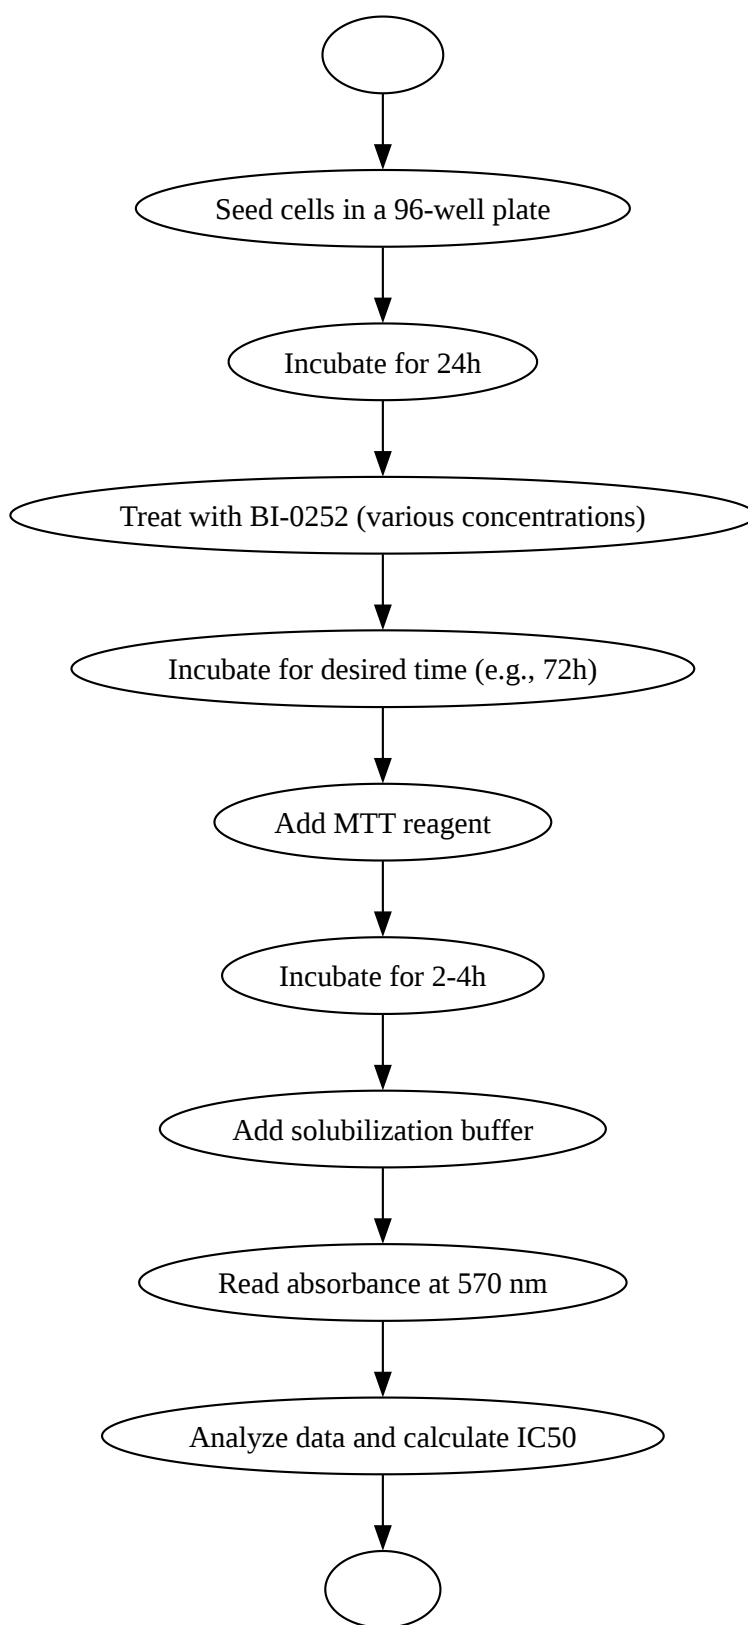 Seed cells in a 96-well plate
Incubate for 24h
Treat with BI-0252 (various concentrations)
Incubate for desired time (e.g., 72h)
Add MTT reagent
Incubate for 2-4h
Add solubilization buffer
Read absorbance at 570 nm
Analyze data and calculate IC50